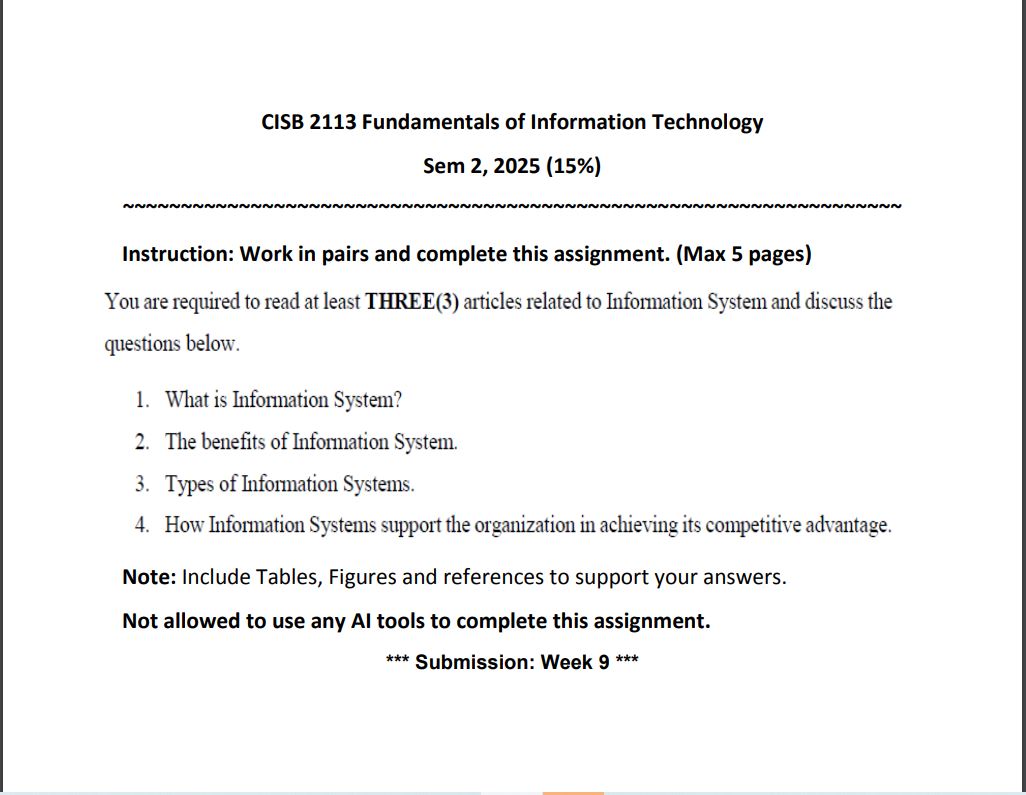 CISB 2113 Fundamentals of Information Technology
Sem 2, 2025 (15%)
~~~~~~~~~~~~~~~~~~~~~~~~~~~~~~~~~~~~~~~~~~~~~~~~~~~~~~~~~~~~~~~~~~~
Instruction: Work in pairs and complete this assignment. (Max 5 pages)
You are required to read at least THREE(3) articles related to Information System and discuss the
questions below.
1. What is Information System?
2. The benefits of Information System.
3. Types of Information Systems.
4. How Information Systems support the organization in achieving its competitive advantage.
Note: Include Tables, Figures and references to support your answers.
Not allowed to use any AI tools to complete this assignment.
*** Submission: Week 9 ***